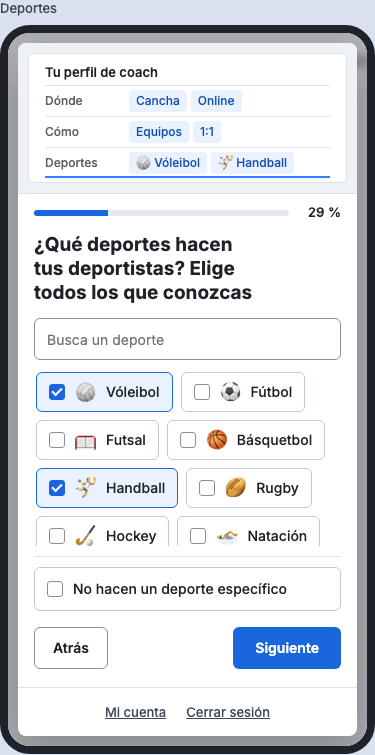 Deportes
Tu perfil de coach
Dónde Cancha Online
Cómo Equipos 1:1
Deportes Vóleibol Handball
29 %
¿Qué deportes hacen
tus deportistas? Elige
todos los que conozcas
Busca un deporte
Vóleibol Fútbol
Futsal Básquetbol
Handball Rugby
Hockey Natación
No hacen un deporte específico
Atrás Siguiente
Mi cuenta Cerrar sesión